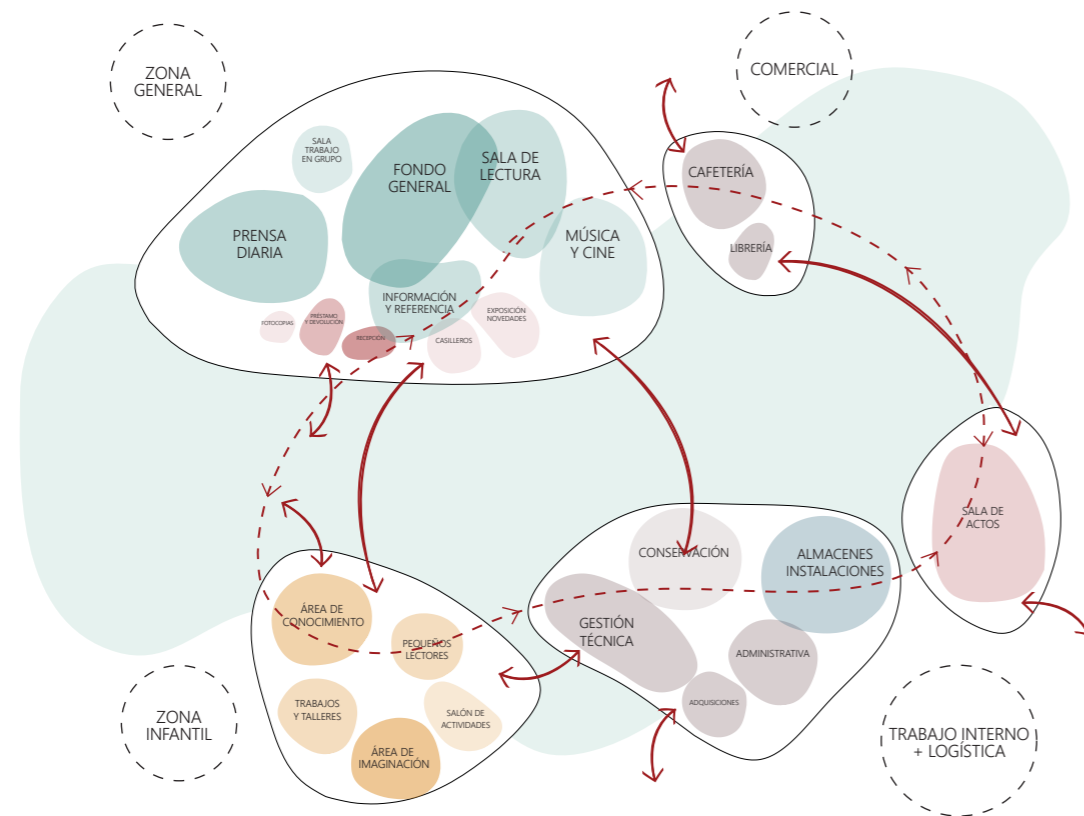 ZONA
GENERAL
COMERCIAL
SALA
TRABAJO
EN GRUPO
FONDO
GENERAL
SALA DE
LECTURA
PRENSA
DIARIA
MÚSICA
Y CINE
INFORMACIÓN
Y REFERENCIA
EXPOSICIÓN
NOVEDADES
FOTOCOPIAS
PRÉSTAMO
Y DEVOLUCIÓN
RECEPCIÓN
CASILLEROS
CAFETERÍA
LIBRERÍA
SALA DE
ACTOS
CONSERVACIÓN
ALMACENES
INSTALACIONES
GESTIÓN
TÉCNICA
ADMINISTRATIVA
ADQUISICIONES
ÁREA DE
CONOCIMIENTO
PEQUEÑOS
LECTORES
TRABAJOS
Y TALLERES
SALÓN DE
ACTIVIDADES
ÁREA DE
IMAGINACIÓN
ZONA
INFANTIL
TRABAJO INTERNO
+ LOGÍSTICA